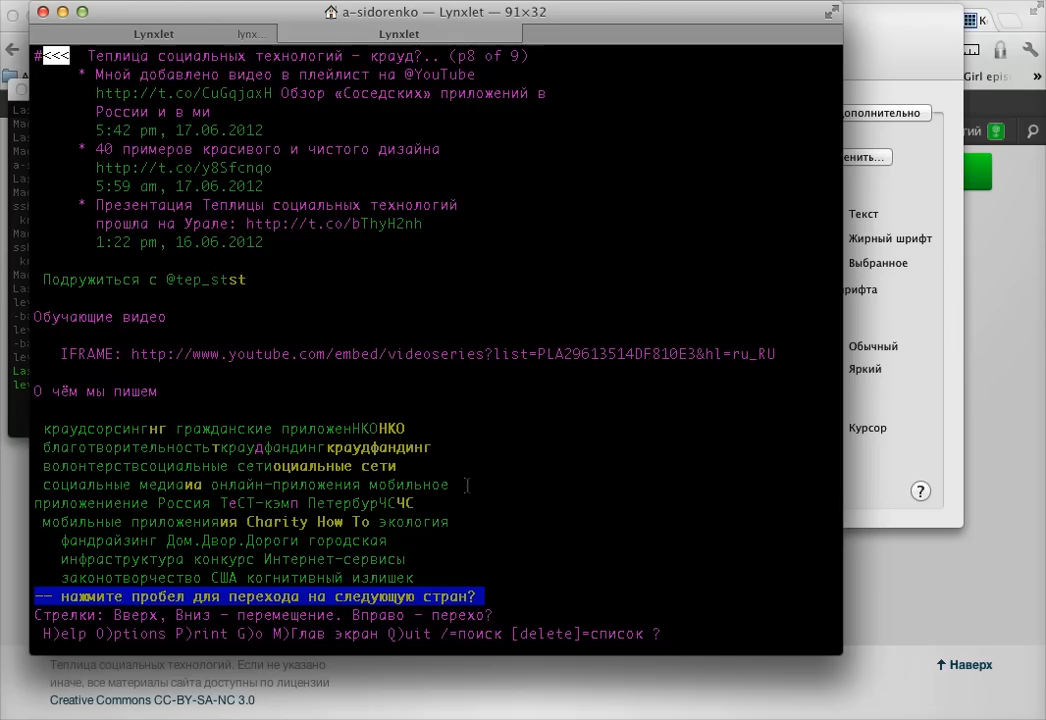 a-sidorenko — Lynxlet — 91×32
Lynxlet lynx...
Lynxlet
#<<< Теплица социальных технологий - крауд?.. (p8 of 9)
* Мной добавлено видео в плейлист на @YouTube
http://t.co/CuGqjaxH Обзор «Соседских» приложений в
России и в ми
5:42 pm, 17.06.2012
* 40 примеров красивого и чистого дизайна
http://t.co/y8Sfcnqo
5:59 am, 17.06.2012
* Презентация Теплицы социальных технологий
прошла на Урале: http://t.co/bThyH2nh
1:22 pm, 16.06.2012
Подружиться с @tep_stst
Обучающие видео
IFRAME: http://www.youtube.com/embed/videoseries?list=PLA29613514DF810E3&hl=ru_RU
О чём мы пишем
краудсорсингнг гражданские приложенНКОНКО
благотворительностьткраудфандингкраудфандинг
волонтерствсоциальные сетиоциальные сети
социальные медиаиа онлайн-приложения мобильное
приложениение Россия ТеСТ-кэмп ПетербурЧСЧС
мобильные приложенияия Charity How To экология
фандрайзинг Дом.Двор.Дороги городская
инфраструктура конкурс Интернет-сервисы
законотворчество США когнитивный излишек
-- нажмите пробел для перехода на следующую стран?
Стрелки: Вверх, Вниз - перемещение. Вправо - перехо?
H)elp O)ptions P)rint G)o M)Глав экран Q)uit /=поиск [delete]=список ?
Girl epis
»
ополнительно
гий
енить...
Текст
Жирный шрифт
Выбранное
рифта
Обычный
Яркий
Курсор
?
Теплица социальных технологий. Если не указано
иначе, все материалы сайта доступны по лицензии
Creative Commons CC-BY-SA-NC 3.0
Наверх